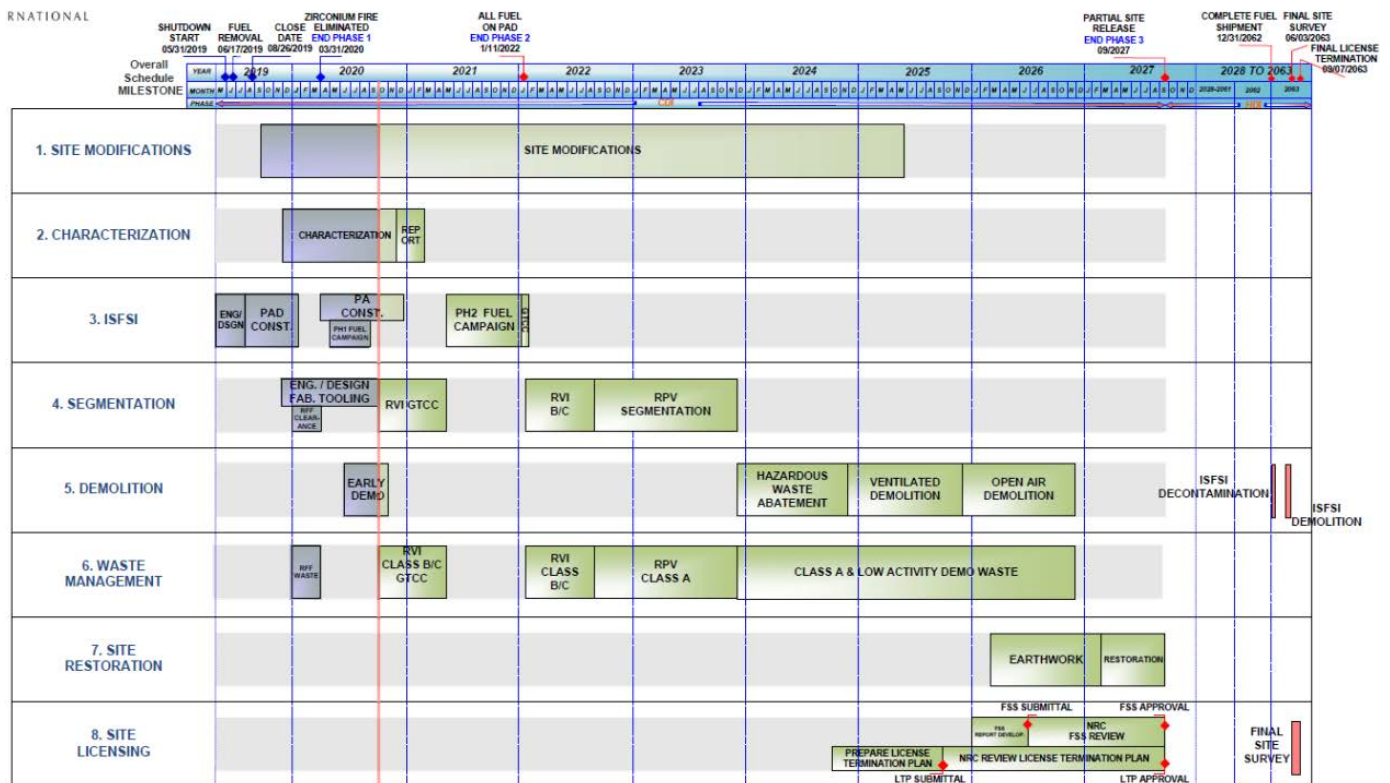 RNATIONAL
SHUTDOWN
START
05/31/2019
FUEL
REMOVAL
06/17/2019
CLOSE
DATE
08/26/2019
ZIRCONIUM FIRE
ELIMINATED
END PHASE 1
03/31/2020
ALL FUEL
ON PAD
END PHASE 2
1/11/2022
PARTIAL SITE
RELEASE
END PHASE 3
09/2027
COMPLETE FUEL
SHIPMENT
12/31/2062
FINAL SITE
SURVEY
06/03/2063
FINAL LICENSE
TERMINATION
09/07/2063
Overall
Schedule
MILESTONE
YEAR 2019 2020 2021 2022 2023 2024 2025 2026 2027 2028 TO 2063
MONTH M J J A S O N D J F M A M J J A S O N D J F M A M J J A S O N D J F M A M J J A S O N D J F M A M J J A S O N D J F M A M J J A S O N D J F M A M J J A S O N D J F M A M J J A S O N D J F M A M J J A S O N D 2028-2061 2062 2063
PHASE CDI
1. SITE MODIFICATIONS
SITE MODIFICATIONS
2. CHARACTERIZATION
CHARACTERIZATION
REP
ORT
3. ISFSI
ENG/
DSGN
PAD
CONST.
PA
CONST.
PH1 FUEL
CAMPAIGN
PH2 FUEL
CAMPAIGN
GTCC
4. SEGMENTATION
ENG. / DESIGN
FAB. TOOLING
RFF
CLEAR-
ANCE
RVI GTCC
RVI
B/C
RPV
SEGMENTATION
5. DEMOLITION
EARLY
DEMO
HAZARDOUS
WASTE
ABATEMENT
VENTILATED
DEMOLITION
OPEN AIR
DEMOLITION
ISFSI
DECONTAMINATION
ISFSI
DEMOLITION
6. WASTE
MANAGEMENT
RFF
WASTE
RVI
CLASS B/C
GTCC
RVI
CLASS
B/C
RPV
CLASS A
CLASS A & LOW ACTIVITY DEMO WASTE
7. SITE
RESTORATION
EARTHWORK
RESTORATION
8. SITE
LICENSING
FSS SUBMITTAL
FSS APPROVAL
FSS
REPORT DEVELOP.
NRC
FSS REVIEW
PREPARE LICENSE
TERMINATION PLAN
NRC REVIEW LICENSE TERMINATION PLAN
LTP SUBMITTAL
LTP APPROVAL
FINAL
SITE
SURVEY